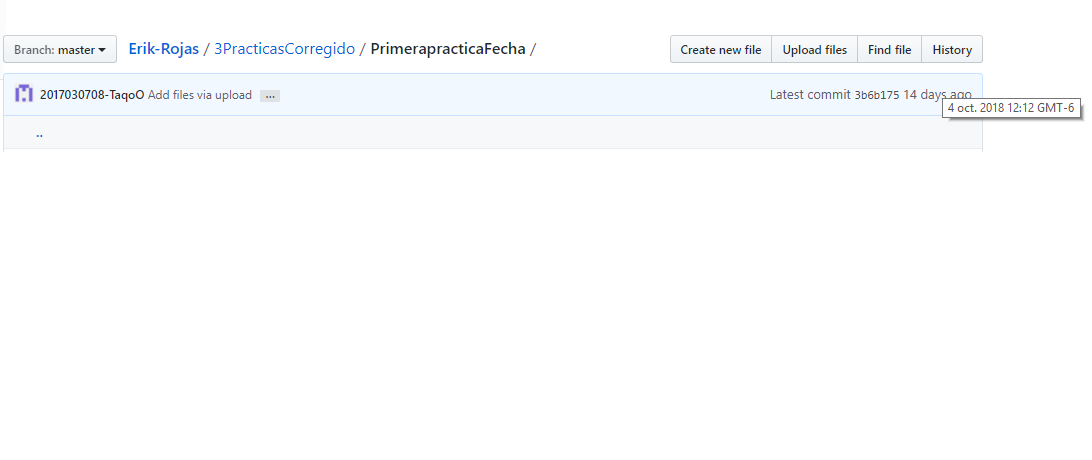 Branch: master Erik-Rojas / 3PracticasCorregido / PrimerapracticaFecha / Create new file Upload files Find file History
2017030708-TaqoO Add files via upload ... Latest commit 3b6b175 14 days ago
4 oct. 2018 12:12 GMT-6
..